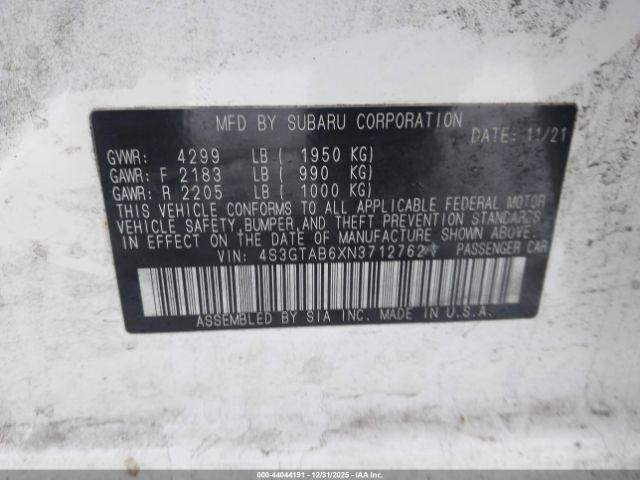 MFD BY SUBARU CORPORATION
DATE: 11/21
GVWR: 4299 LB ( 1950 KG)
GAWR: F 2183 LB ( 990 KG)
GAWR: R 2205 LB ( 1000 KG)
THIS VEHICLE CONFORMS TO ALL APPLICABLE FEDERAL MOTOR
VEHICLE SAFETY, BUMPER, AND THEFT PREVENTION STANDARDS
IN EFFECT ON THE DATE OF MANUFACTURE SHOWN ABOVE.
VIN: 4S3GTAB6XN3712762 PASSENGER CAR
ASSEMBLED BY SIA INC. MADE IN U.S.A.
000-44044191 - 12/31/2025 - IAAI.COM